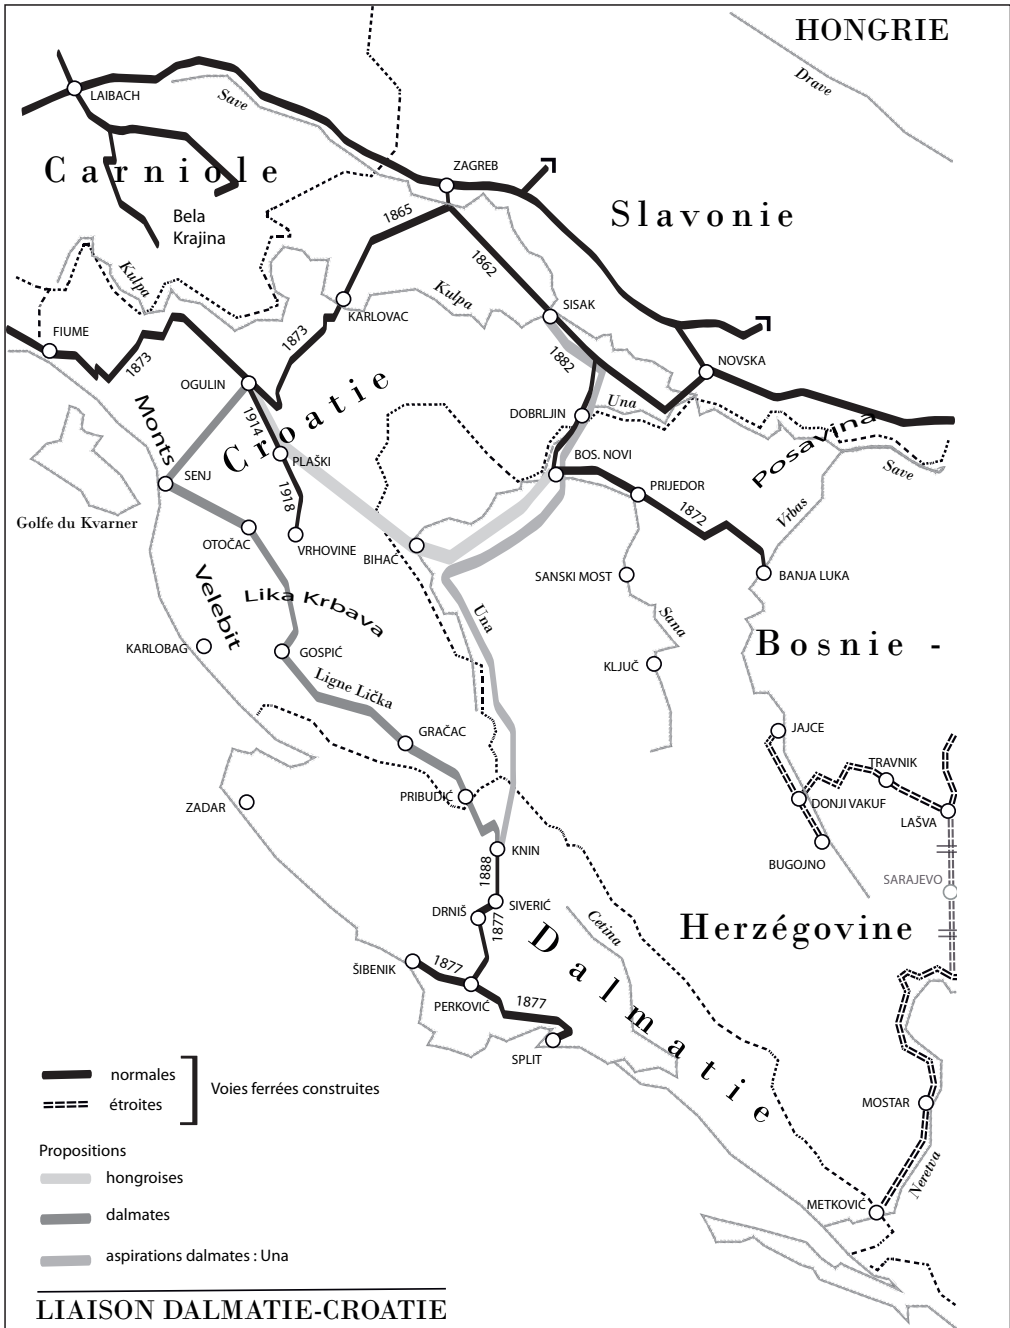 HONGRIE
Drave
LAIBACH
Save
Carniole
ZAGREB
Slavonie
Bela
Krajina
1865
1862
Kulpa
Kulpa
KARLOVAC
SISAK
FIUME
1873
1873
1882
NOVSKA
OGULIN
Croatie
DOBRLJIN
Una
Posavina
Save
Monts
1914
PLAŠKI
BOS. NOVI
SENJ
1918
PRIJEDOR
1872
Vrbas
Golfe du Kvarner
OTOČAC
VRHOVINE
BIHAČ
SANSKI MOST
BANJA LUKA
Velebit
Lika Krbava
Una
Sana
Bosnie -
KARLOBAG
GOSPIĆ
KLJUČ
Ligne Lička
GRAČAC
JAJCE
TRAVNIK
PRIBUDIĆ
ZADAR
DONJI VAKUF
LAŠVA
KNIN
BUGOJNO
1888
SARAJEVO
SIVERIĆ
DRNIŠ
1877
Cetina
Herzégovine
Dalmatie
ŠIBENIK
1877
PERKOVIĆ
1877
SPLIT
normales
étroites
Voies ferrées construites
MOSTAR
Propositions
hongroises
Neretva
dalmates
METKOVIĆ
aspirations dalmates : Una
LIAISON DALMATIE-CROATIE